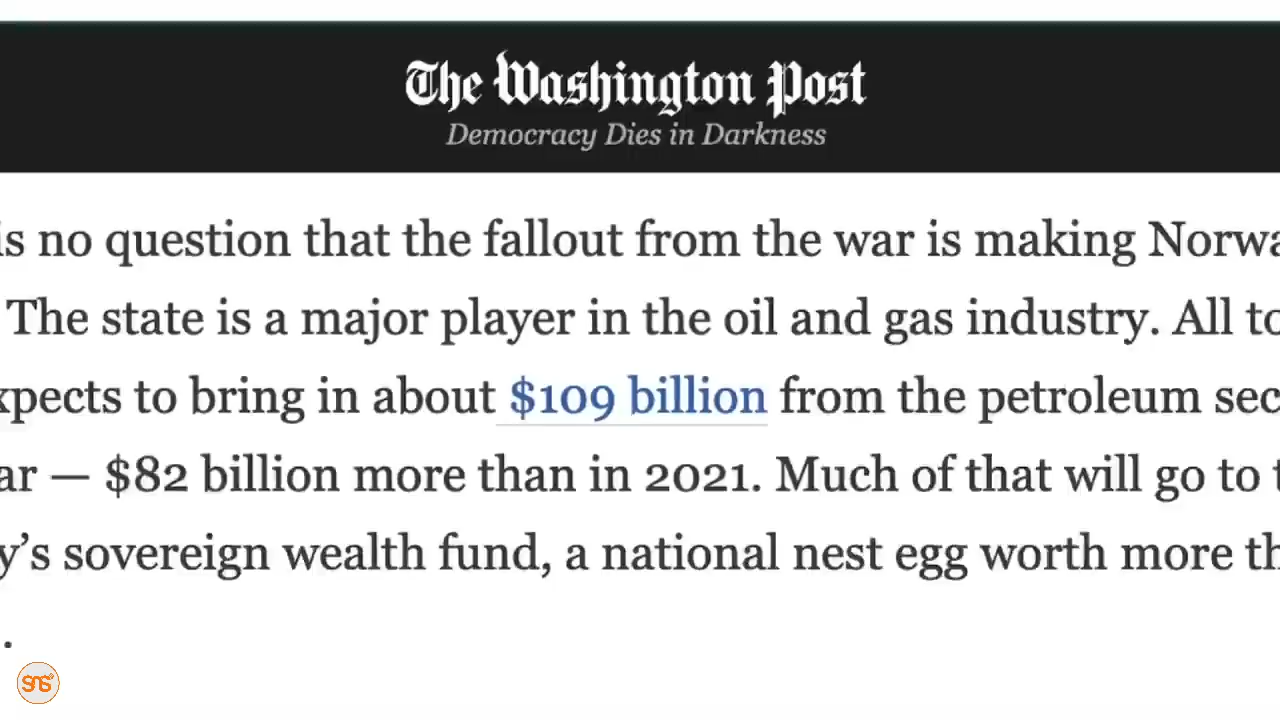 The Washington Post
Democracy Dies in Darkness
is no question that the fallout from the war is making Norwa
The state is a major player in the oil and gas industry. All to
xpects to bring in about $109 billion from the petroleum sec
ar — $82 billion more than in 2021. Much of that will go to t
y’s sovereign wealth fund, a national nest egg worth more th
.